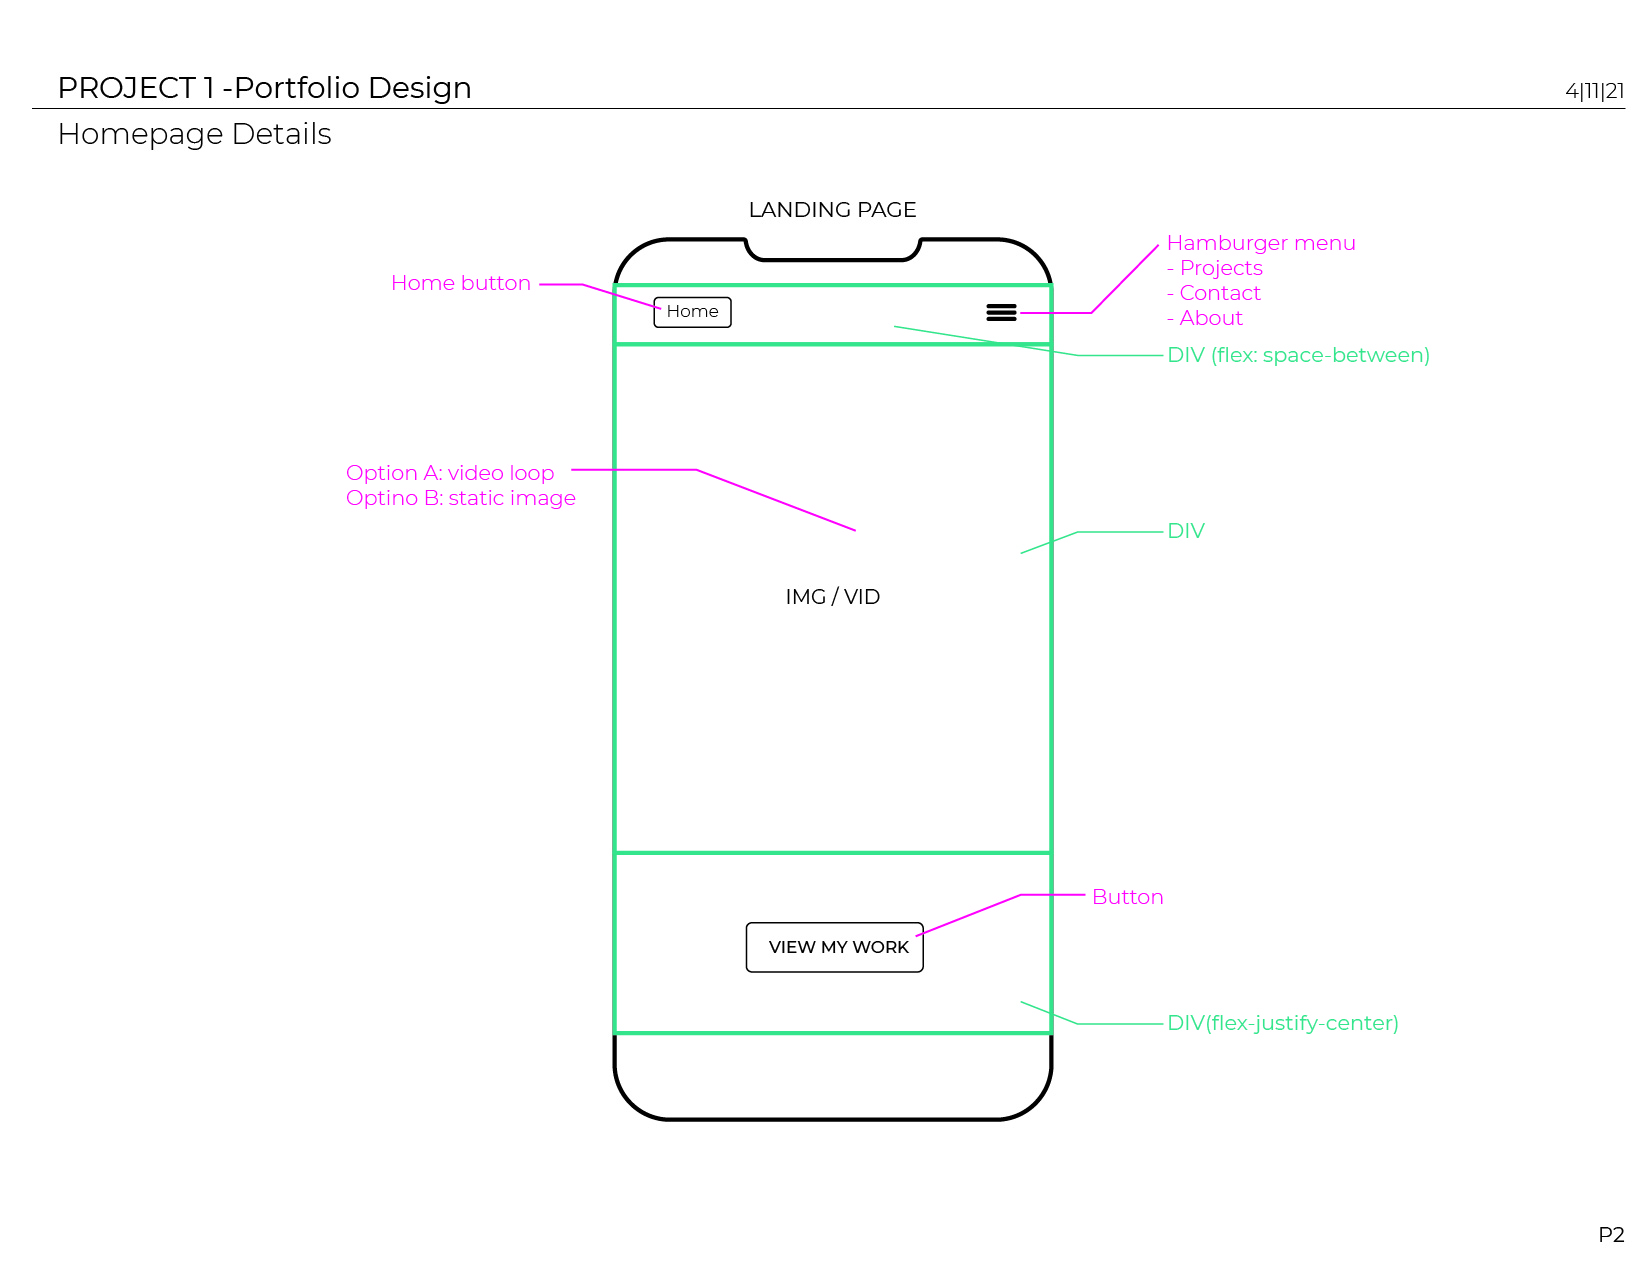 PROJECT 1 -Portfolio Design
4|11|21
Homepage Details
LANDING PAGE
Home button
Home
Hamburger menu
- Projects
- Contact
- About
DIV (flex: space-between)
Option A: video loop
Optino B: static image
DIV
IMG / VID
Button
VIEW MY WORK
DIV(flex-justify-center)
P2